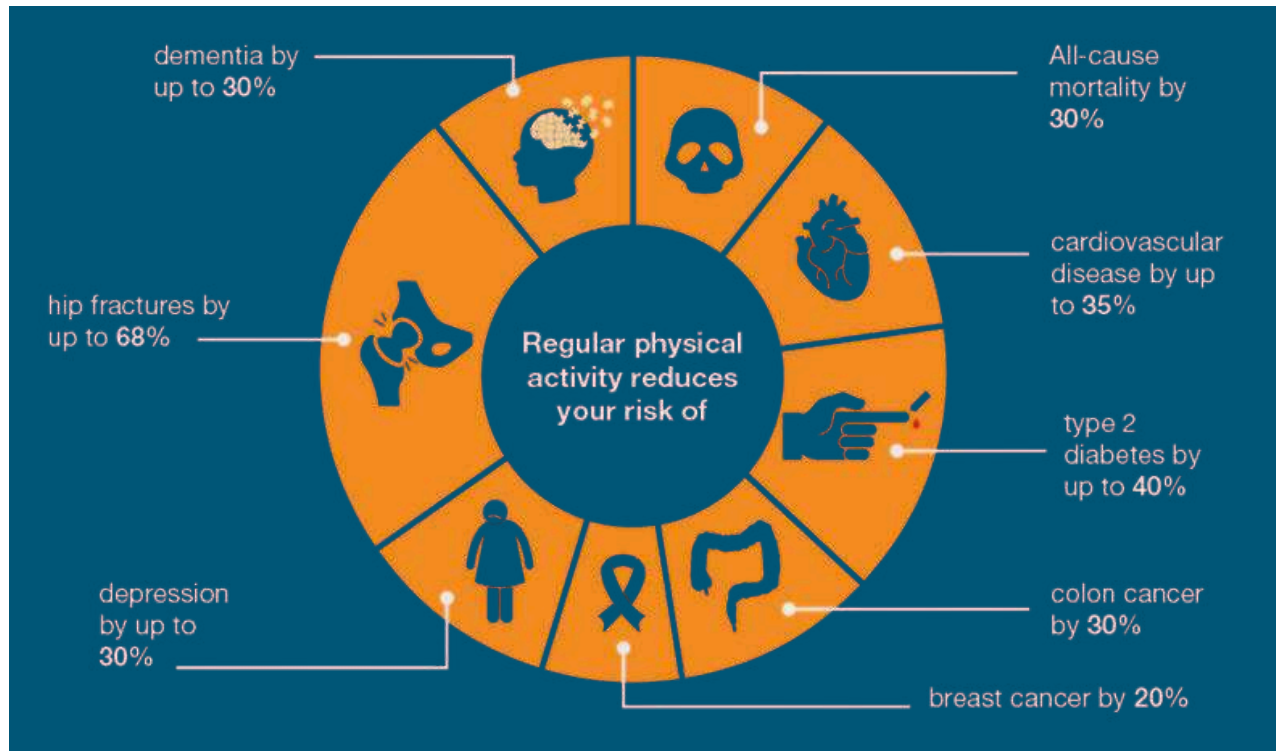 Regular physical
activity reduces
your risk of
All-cause
mortality by
30%
cardiovascular
disease by up
to 35%
type 2
diabetes by
up to 40%
colon cancer
by 30%
breast cancer by 20%
depression
by up to
30%
hip fractures by
up to 68%
dementia by
up to 30%